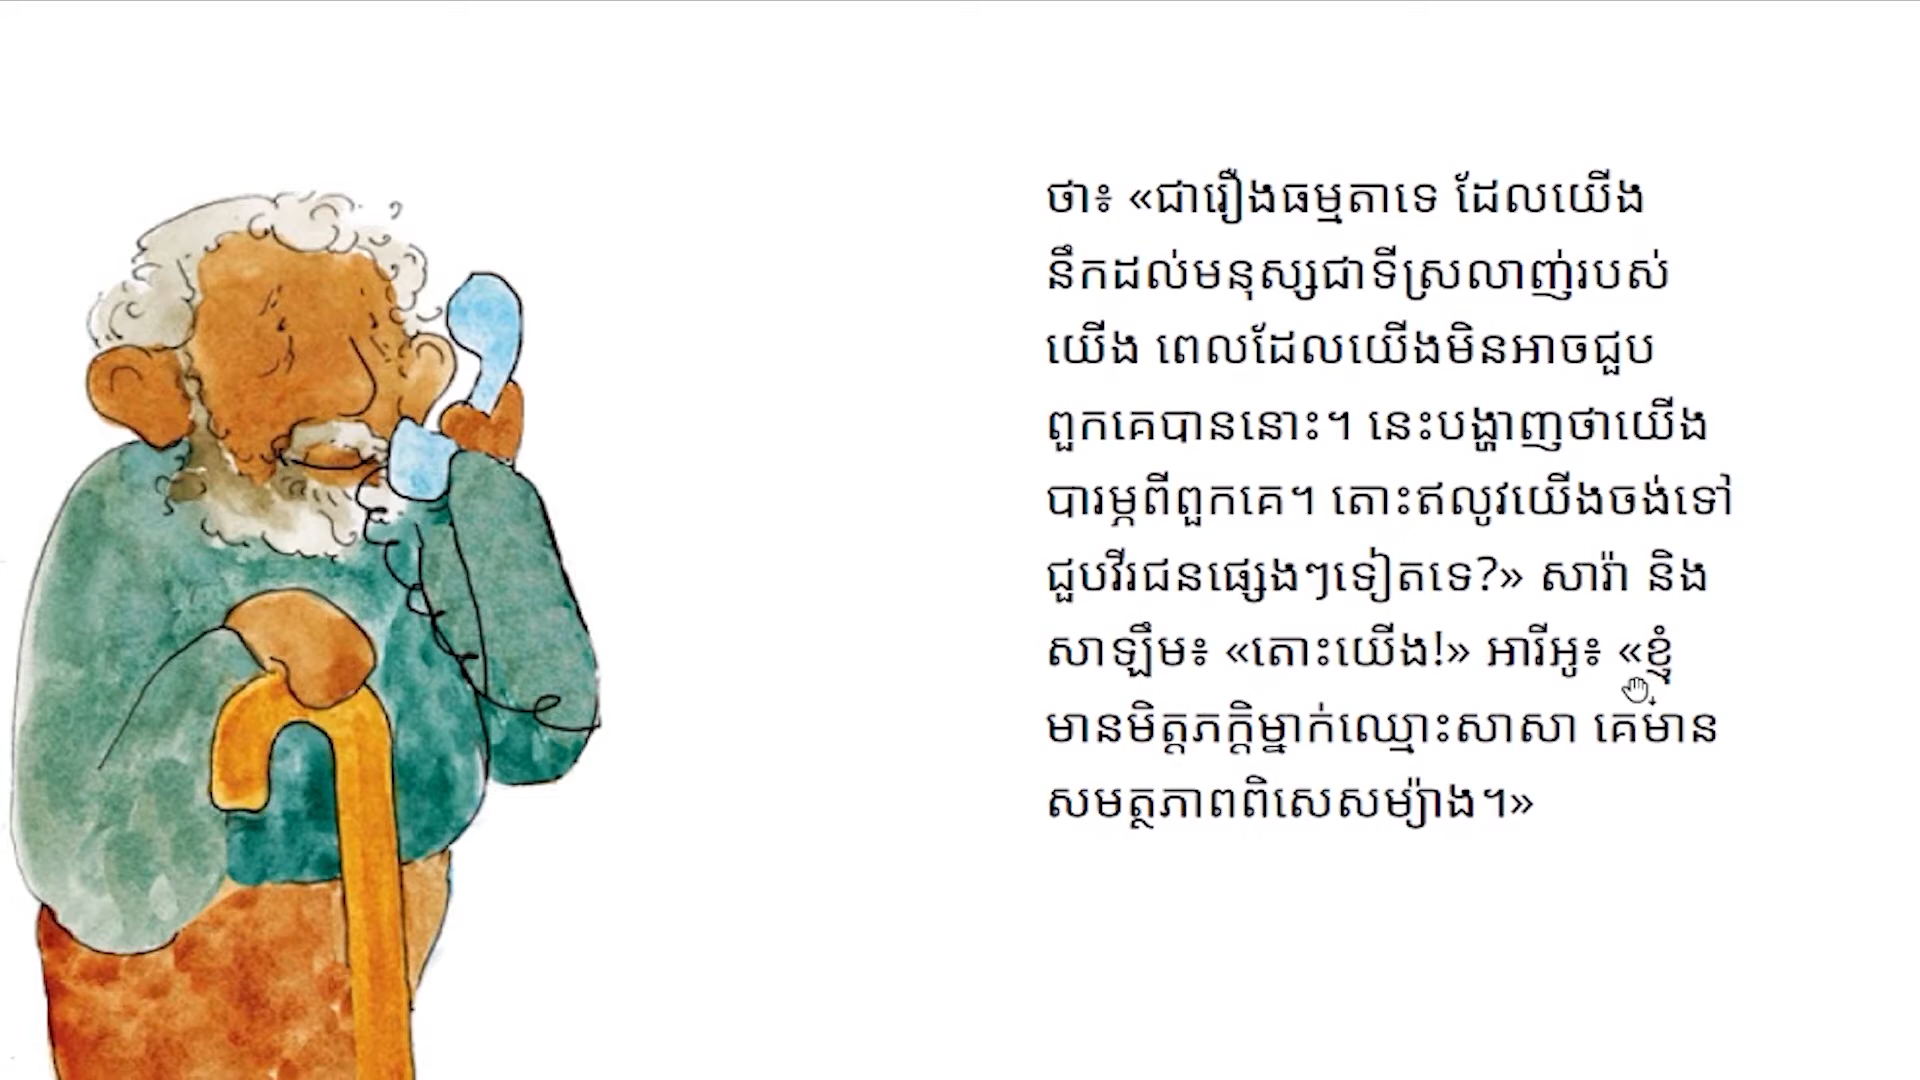 ថា៖ «ជារឿងធម្មតាទេ ដែលយើង
នឹកដល់មនុស្សជាទីស្រលាញ់របស់
យើង ពេលដែលយើងមិនអាចជួប
ពួកគេបាននោះ។ នេះបង្ហាញថាយើង
បារម្ភពីពួកគេ។ តោះឥលូវយើងចង់ទៅ
ជួបវីរជនផ្សេងៗទៀតទេ?» សារ៉ា និង
សាឡឹម៖ «តោះយើង!» អារីអូ៖ «ខ្ញុំ
មានមិត្តភក្តិម្នាក់ឈ្មោះសាសា គេមាន
សមត្ថភាពពិសេសម្យ៉ាង។»